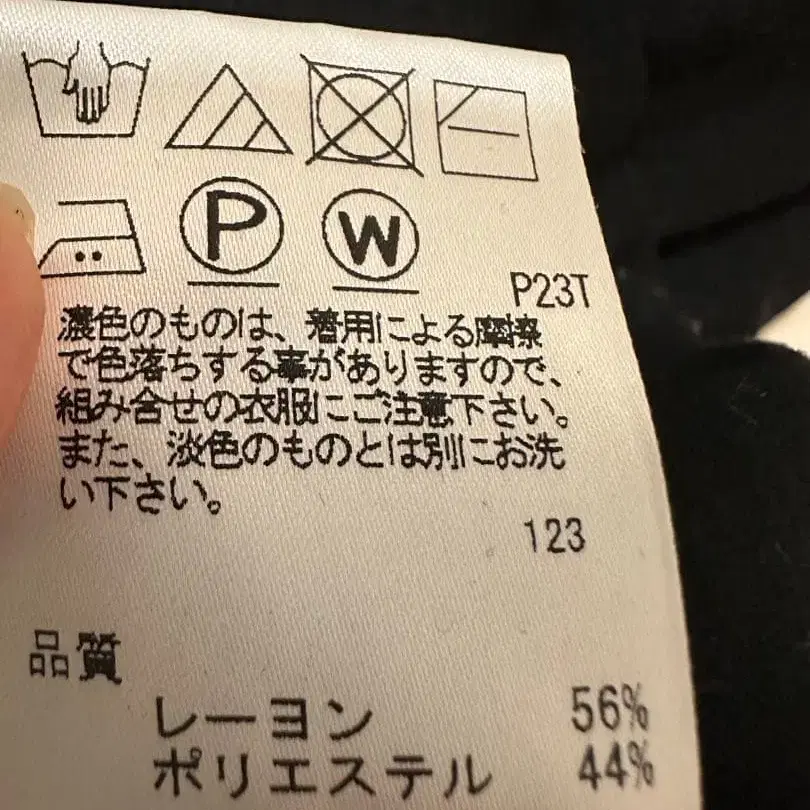 P
W
P23T
濃色のものは、着用による摩擦
で色落ちする事がありますので、
組み合せの衣服にご注意下さい。
また、淡色のものとは別にお洗
い下さい。
123
品質
レーヨン 56%
ポリエステル 44%